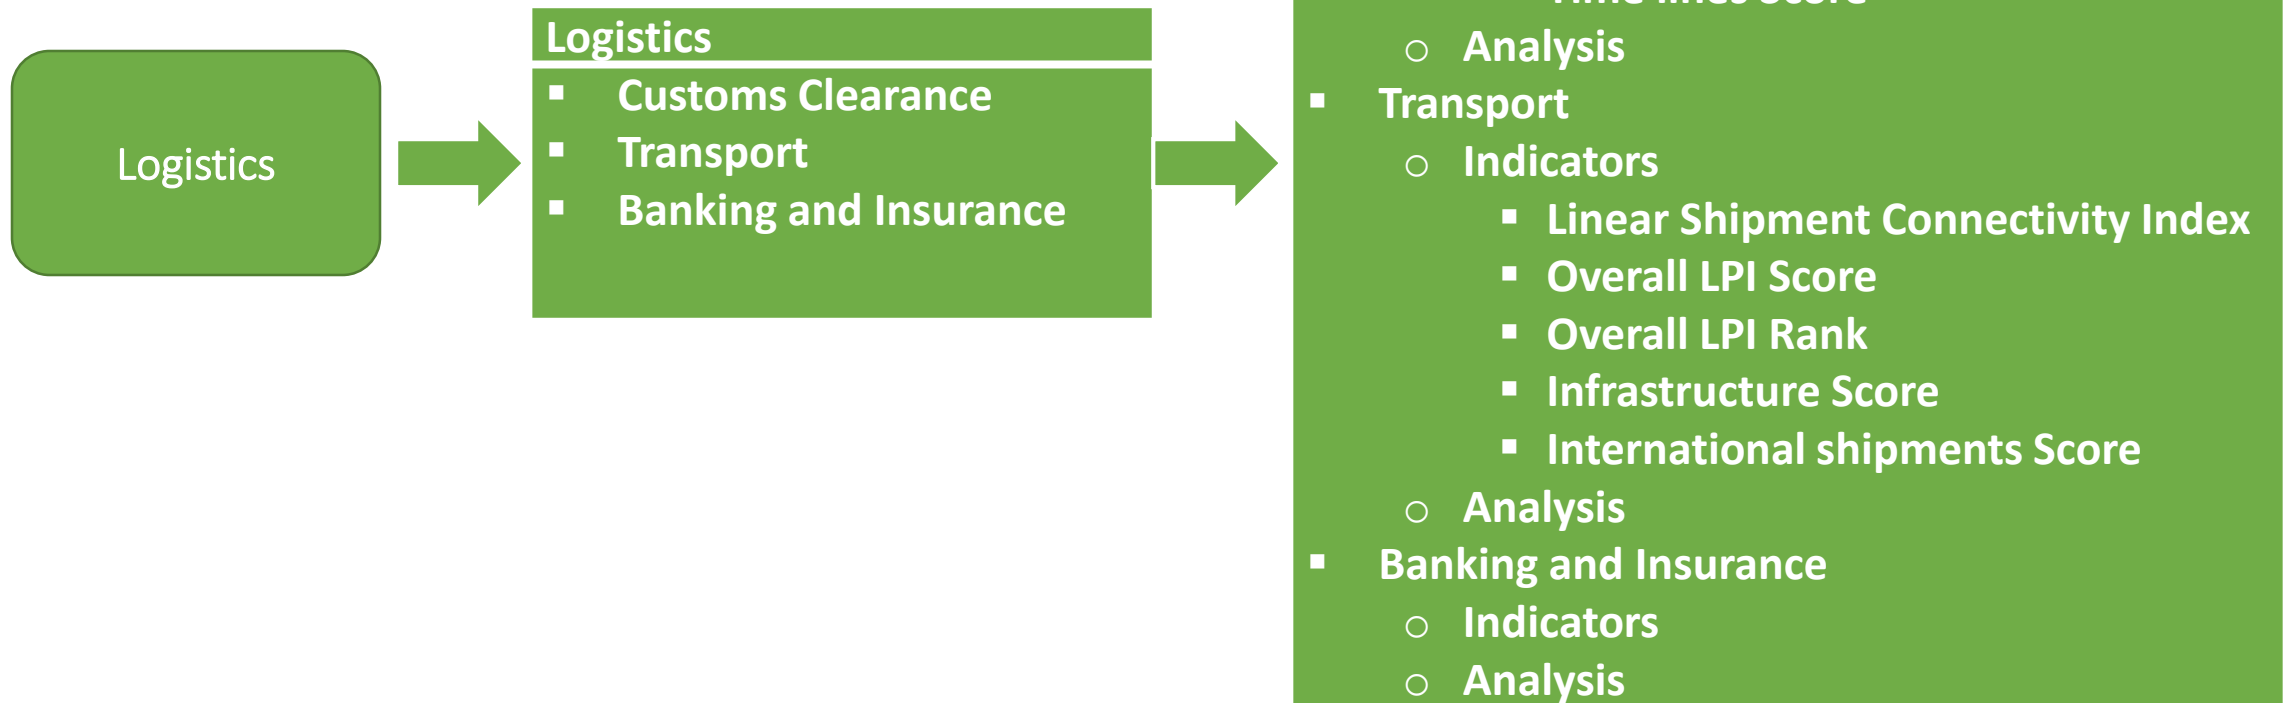 Logistics
Logistics
Customs Clearance
Transport
Banking and Insurance
Score
Analysis
Transport
Indicators
Linear Shipment Connectivity Index
Overall LPI Score
Overall LPI Rank
Infrastructure Score
International shipments Score
Analysis
Banking and Insurance
Indicators
Analysis